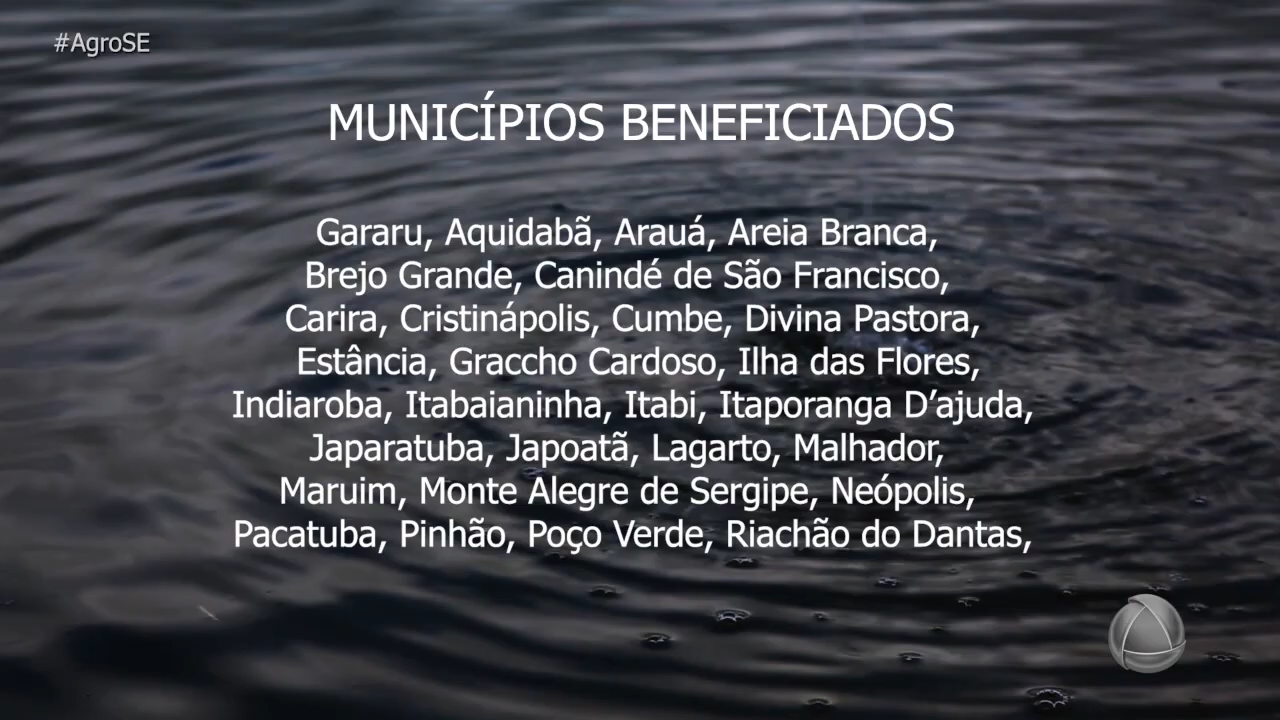 #AgroSE
MUNICÍPIOS BENEFICIADOS
Gararu, Aquidabã, Arauá, Areia Branca,
Brejo Grande, Canindé de São Francisco,
Carira, Cristinápolis, Cumbe, Divina Pastora,
Estância, Graccho Cardoso, Ilha das Flores,
Indiaroba, Itabaianinha, Itabi, Itaporanga D’ajuda,
Japaratuba, Japoatã, Lagarto, Malhador,
Maruim, Monte Alegre de Sergipe, Neópolis,
Pacatuba, Pinhão, Poço Verde, Riachão do Dantas,